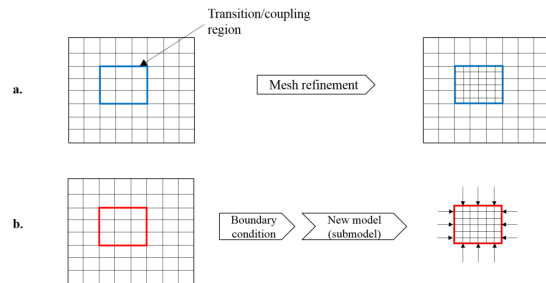 Transition/coupling
region
a.
Mesh refinement
b.
Boundary
condition
New model
(submodel)